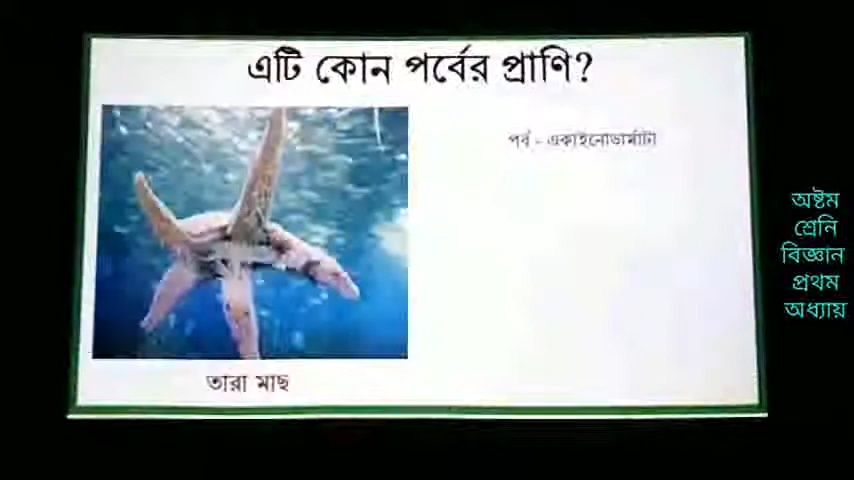 এটি কোন পর্বের প্রাণি?
পর্ব - একাইনোডার্মাটা
তারা মাছ
অষ্টম
শ্রেনি
বিজ্ঞান
প্রথম
অধ্যায়